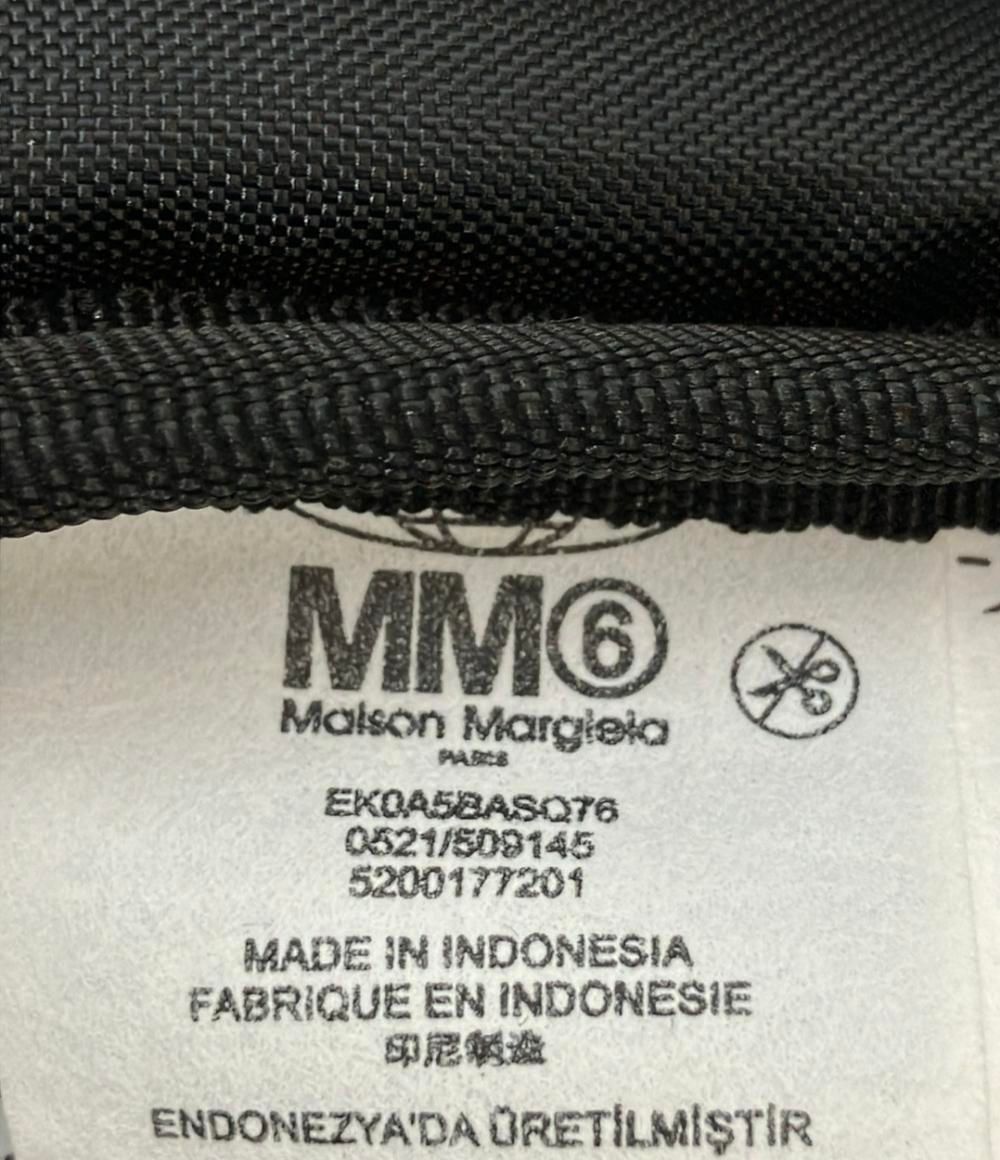 MM⑥
Maison Margiela
PARIS
EK0A5BASQ76
0521/509145
5200177201
MADE IN INDONESIA
FABRIQUE EN INDONESIE
印尼製造
ENDONEZYA'DA ÜRETİLMİŞTİR